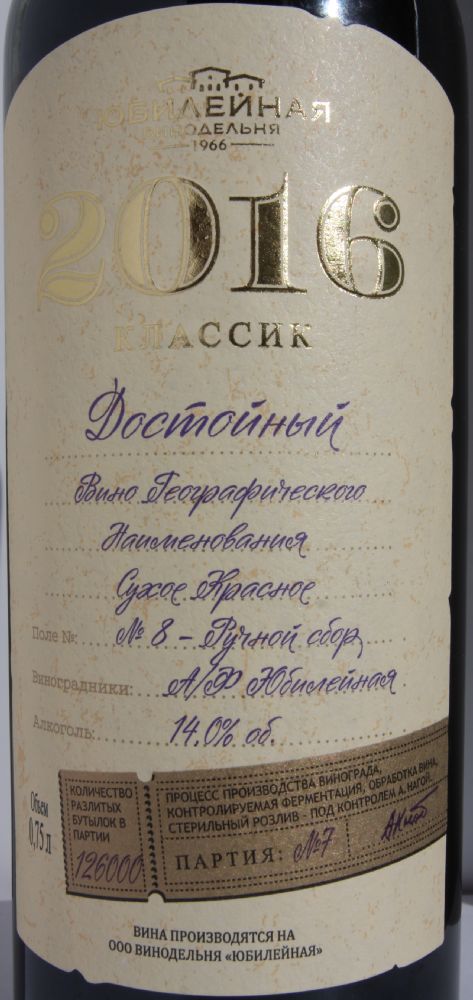 ЮБИЛЕЙНАЯ
ВИНОДЕЛЬНЯ
1966
2016
КЛАССИК
Достойный
Вино Географического
Наименования
Сухое Красное
Поле №: № 8 - Ручной сбор
Виноградники: А/Ф Юбилейная
Алкоголь: 14.0% об.
Объем
0,75 л
КОЛИЧЕСТВО
РАЗЛИТЫХ
БУТЫЛОК В
ПАРТИИ
126000
ПРОЦЕСС ПРОИЗВОДСТВА ВИНОГРАДА,
КОНТРОЛИРУЕМАЯ ФЕРМЕНТАЦИЯ, ОБРАБОТКА ВИНА,
СТЕРИЛЬНЫЙ РОЗЛИВ - ПОД КОНТРОЛЕМ А. НАГОЙ.
ПАРТИЯ: №7
ВИНА ПРОИЗВОДЯТСЯ НА
ООО ВИНОДЕЛЬНЯ «ЮБИЛЕЙНАЯ»